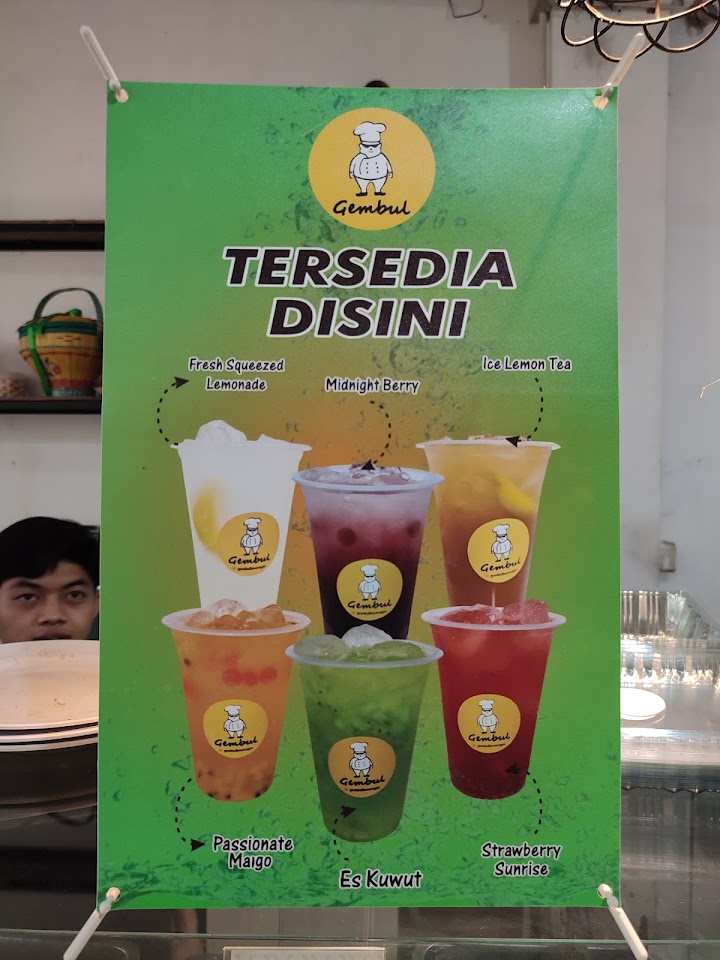 Gembul
TERSEDIA
DISINI
Fresh Squeezed
Lemonade
Midnight Berry
Ice Lemon Tea
Gembul
Gembul
Gembul
Gembul
Gembul
Gembul
Passionate
Maigo
Es Kuwut
Strawberry
Sunrise